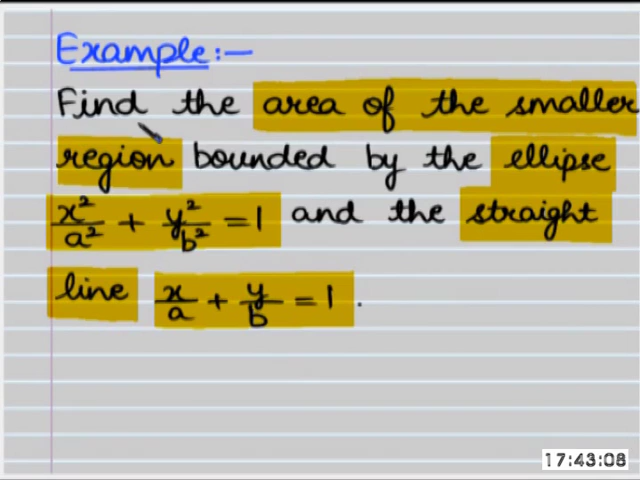 Example:—
Find the area of the smaller
region bounded by the ellipse
x²/a² + y²/b² = 1 and the straight
line x/a + y/b = 1.
17:43:08